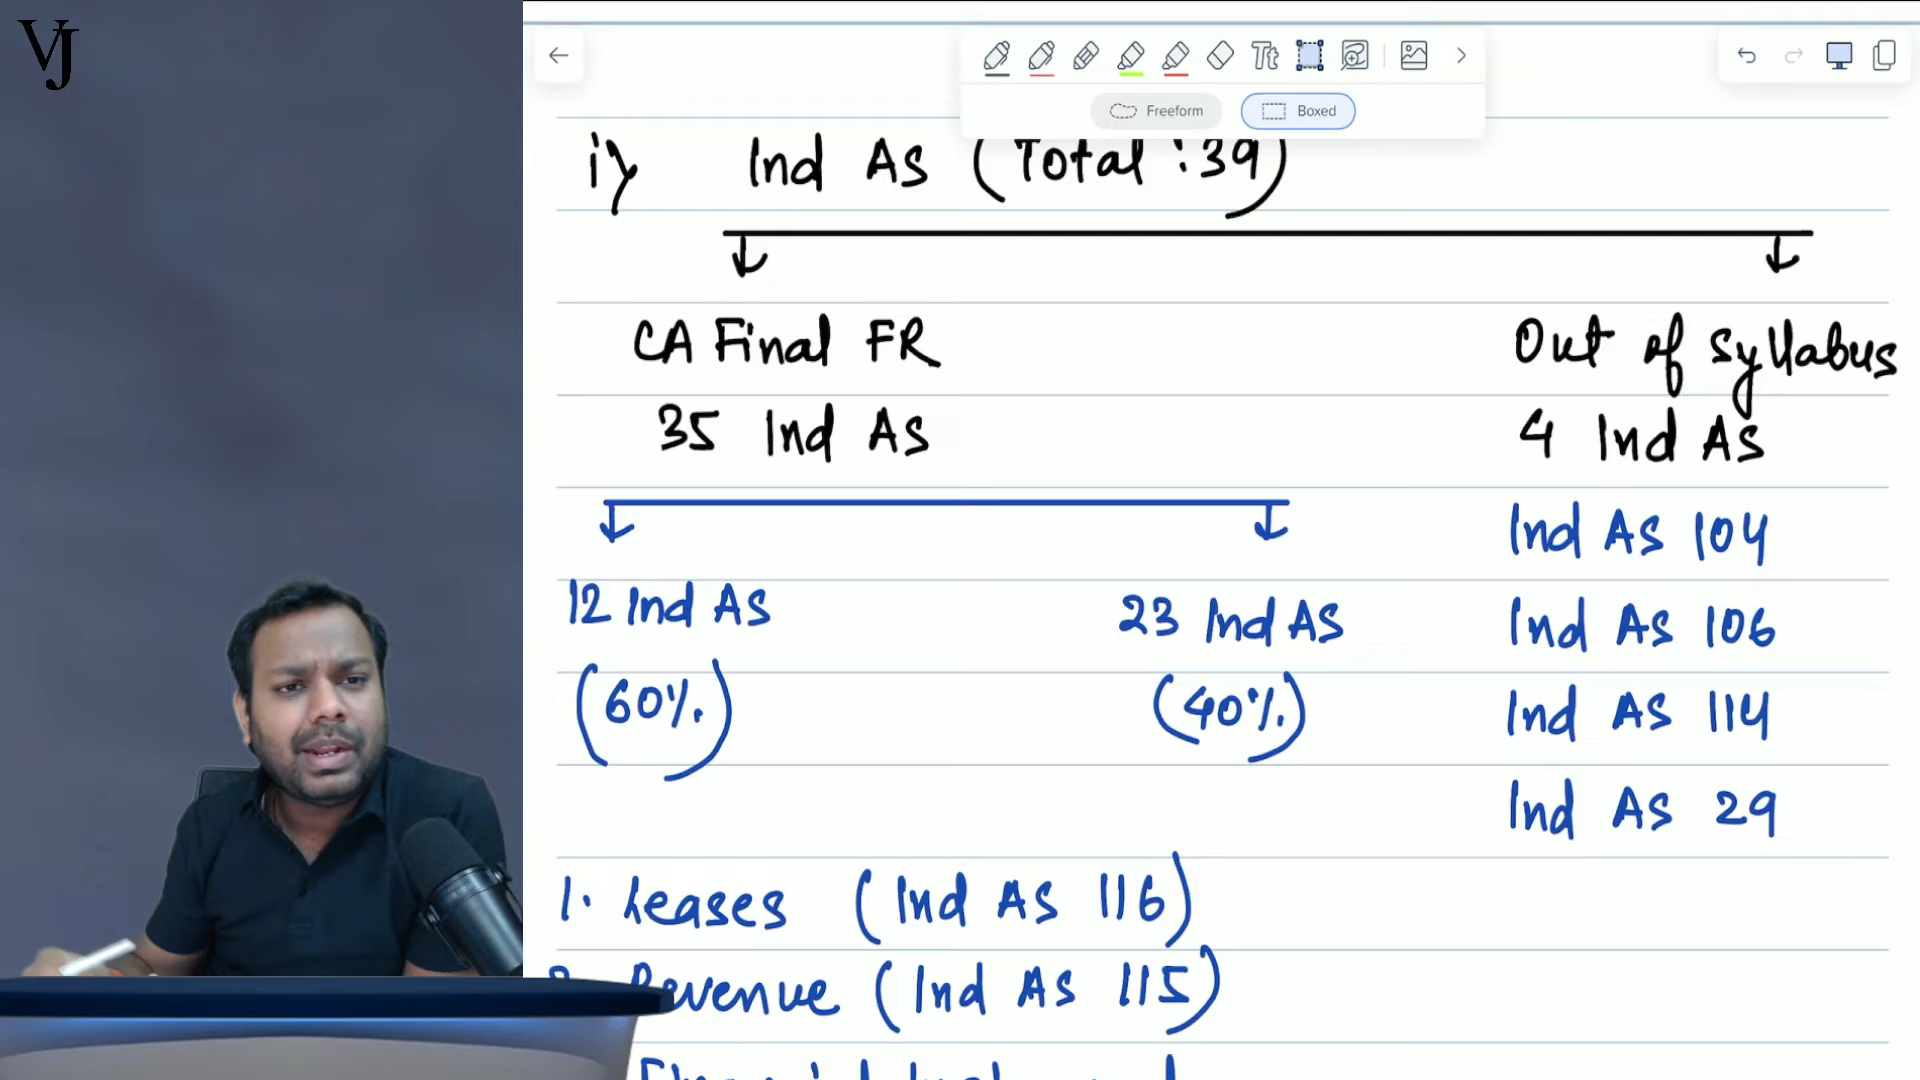 VJ
Freeform Boxed
i) Ind AS (Total : 39)
CA Final FR
35 Ind AS
Out of Syllabus
4 Ind AS
Ind AS 104
12 Ind AS
23 Ind AS
Ind AS 106
(60%)
(40%)
Ind AS 114
Ind AS 29
1. Leases (Ind AS 116)
Revenue (Ind AS 115)